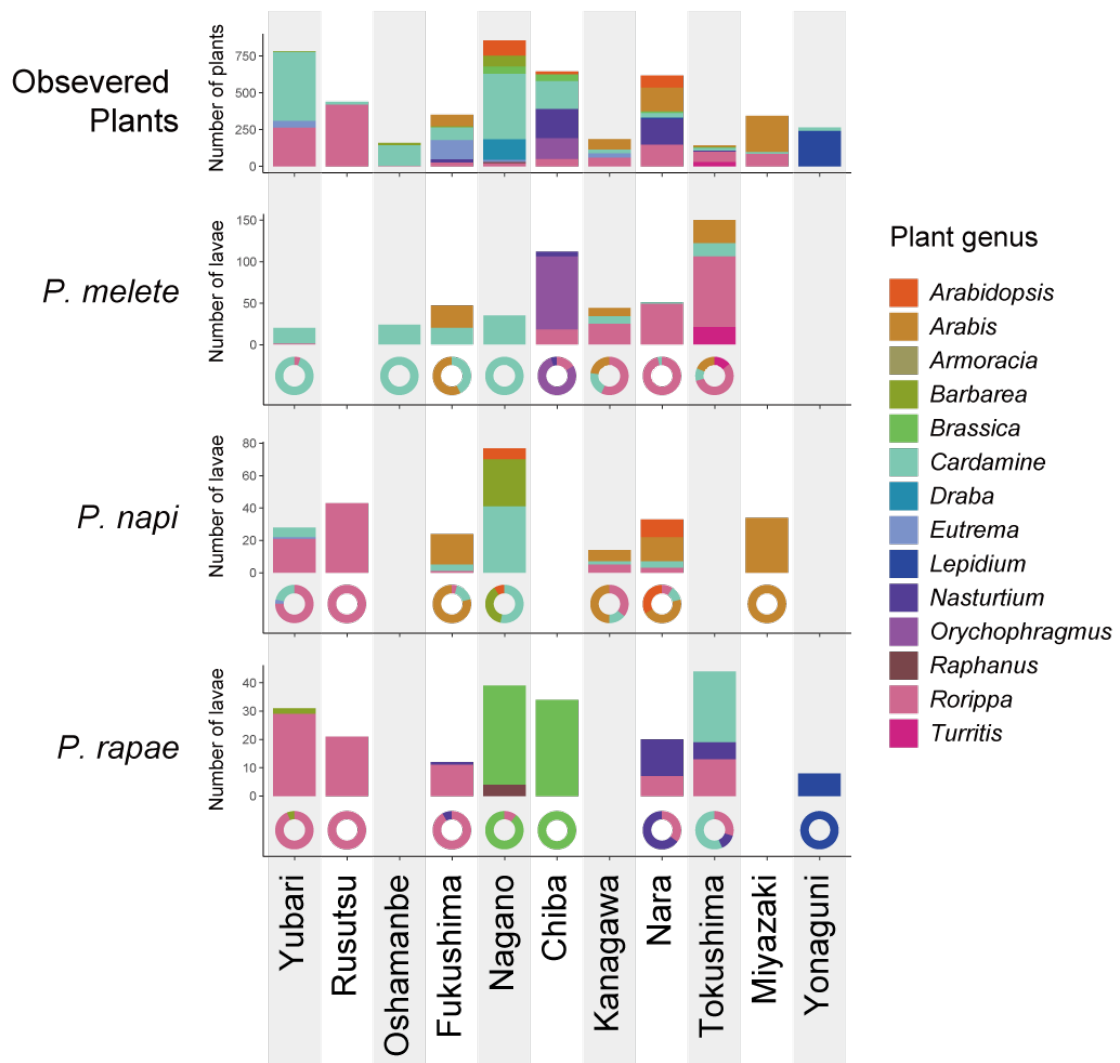 Obsevered
Plants
Number of plants
750
500
250
0
P. melete
Number of lavae
150
100
50
0
P. napi
Number of lavae
80
60
40
20
0
P. rapae
Number of lavae
40
30
20
10
0
Yubari
Rusutsu
Oshamanbe
Fukushima
Nagano
Chiba
Kanagawa
Nara
Tokushima
Miyazaki
Yonaguni
Plant genus
Arabidopsis
Arabis
Armoracia
Barbarea
Brassica
Cardamine
Draba
Eutrema
Lepidium
Nasturtium
Orychophragmus
Raphanus
Rorippa
Turritis